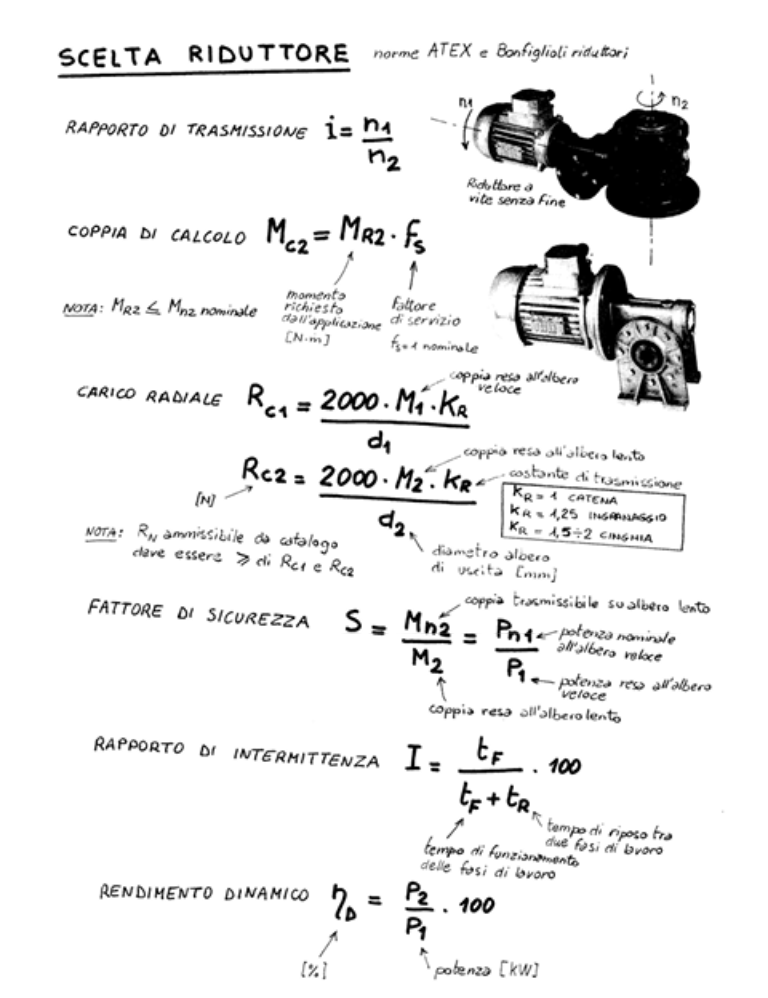 SCELTA RIDUTTORE norme ATEX e Bonfiglioli riduttori
n1
n2
RAPPORTO DI TRASMISSIONE i = n1 / n2
Riduttore a
vite senza fine
COPPIA DI CALCOLO Mc2 = MR2 · fs
NOTA: MR2 ≤ Mn2 nominale
momento
richiesto
dall'applicazione
[N·m]
fattore
di servizio
fs=1 nominale
CARICO RADIALE Rc1 = 2000 · M1 · KR / d1
coppia resa all'albero
veloce
Rc2 = 2000 · M2 · KR / d2
coppia resa all'albero lento
costante di trasmissione
[N]
KR = 1 CATENA
KR = 1,25 INGRANAGGIO
KR = 1,5÷2 CINGHIA
NOTA: RN ammissibile da catalogo
deve essere ≥ di Rc1 e Rc2
diametro albero
di uscita [mm]
FATTORE DI SICUREZZA S = Mn2 / M2 = Pn1 / P1
coppia trasmissibile su albero lento
potenza nominale
all'albero veloce
potenza resa all'albero
veloce
coppia resa all'albero lento
RAPPORTO DI INTERMITTENZA I = tF / tF + tR · 100
tempo di riposo tra
due fasi di lavoro
tempo di funzionamento
delle fasi di lavoro
RENDIMENTO DINAMICO ηD = P2 / P1 · 100
[%]
potenza [kW]